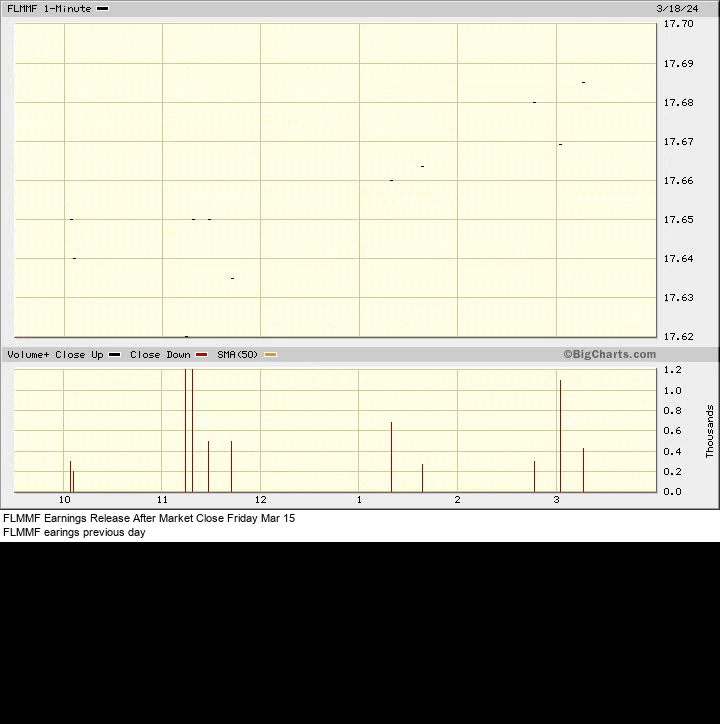 FLMMF 1-Minute 3/18/24
17.70
17.69
17.68
17.67
17.66
17.65
17.64
17.63
17.62
Volume+ Close Up Close Down SMA(50) ©BigCharts.com
1.2
1.0
0.8
0.6
0.4
0.2
0.0
Thousands
10 11 12 1 2 3
FLMMF Earnings Release After Market Close Friday Mar 15
FLMMF earings previous day